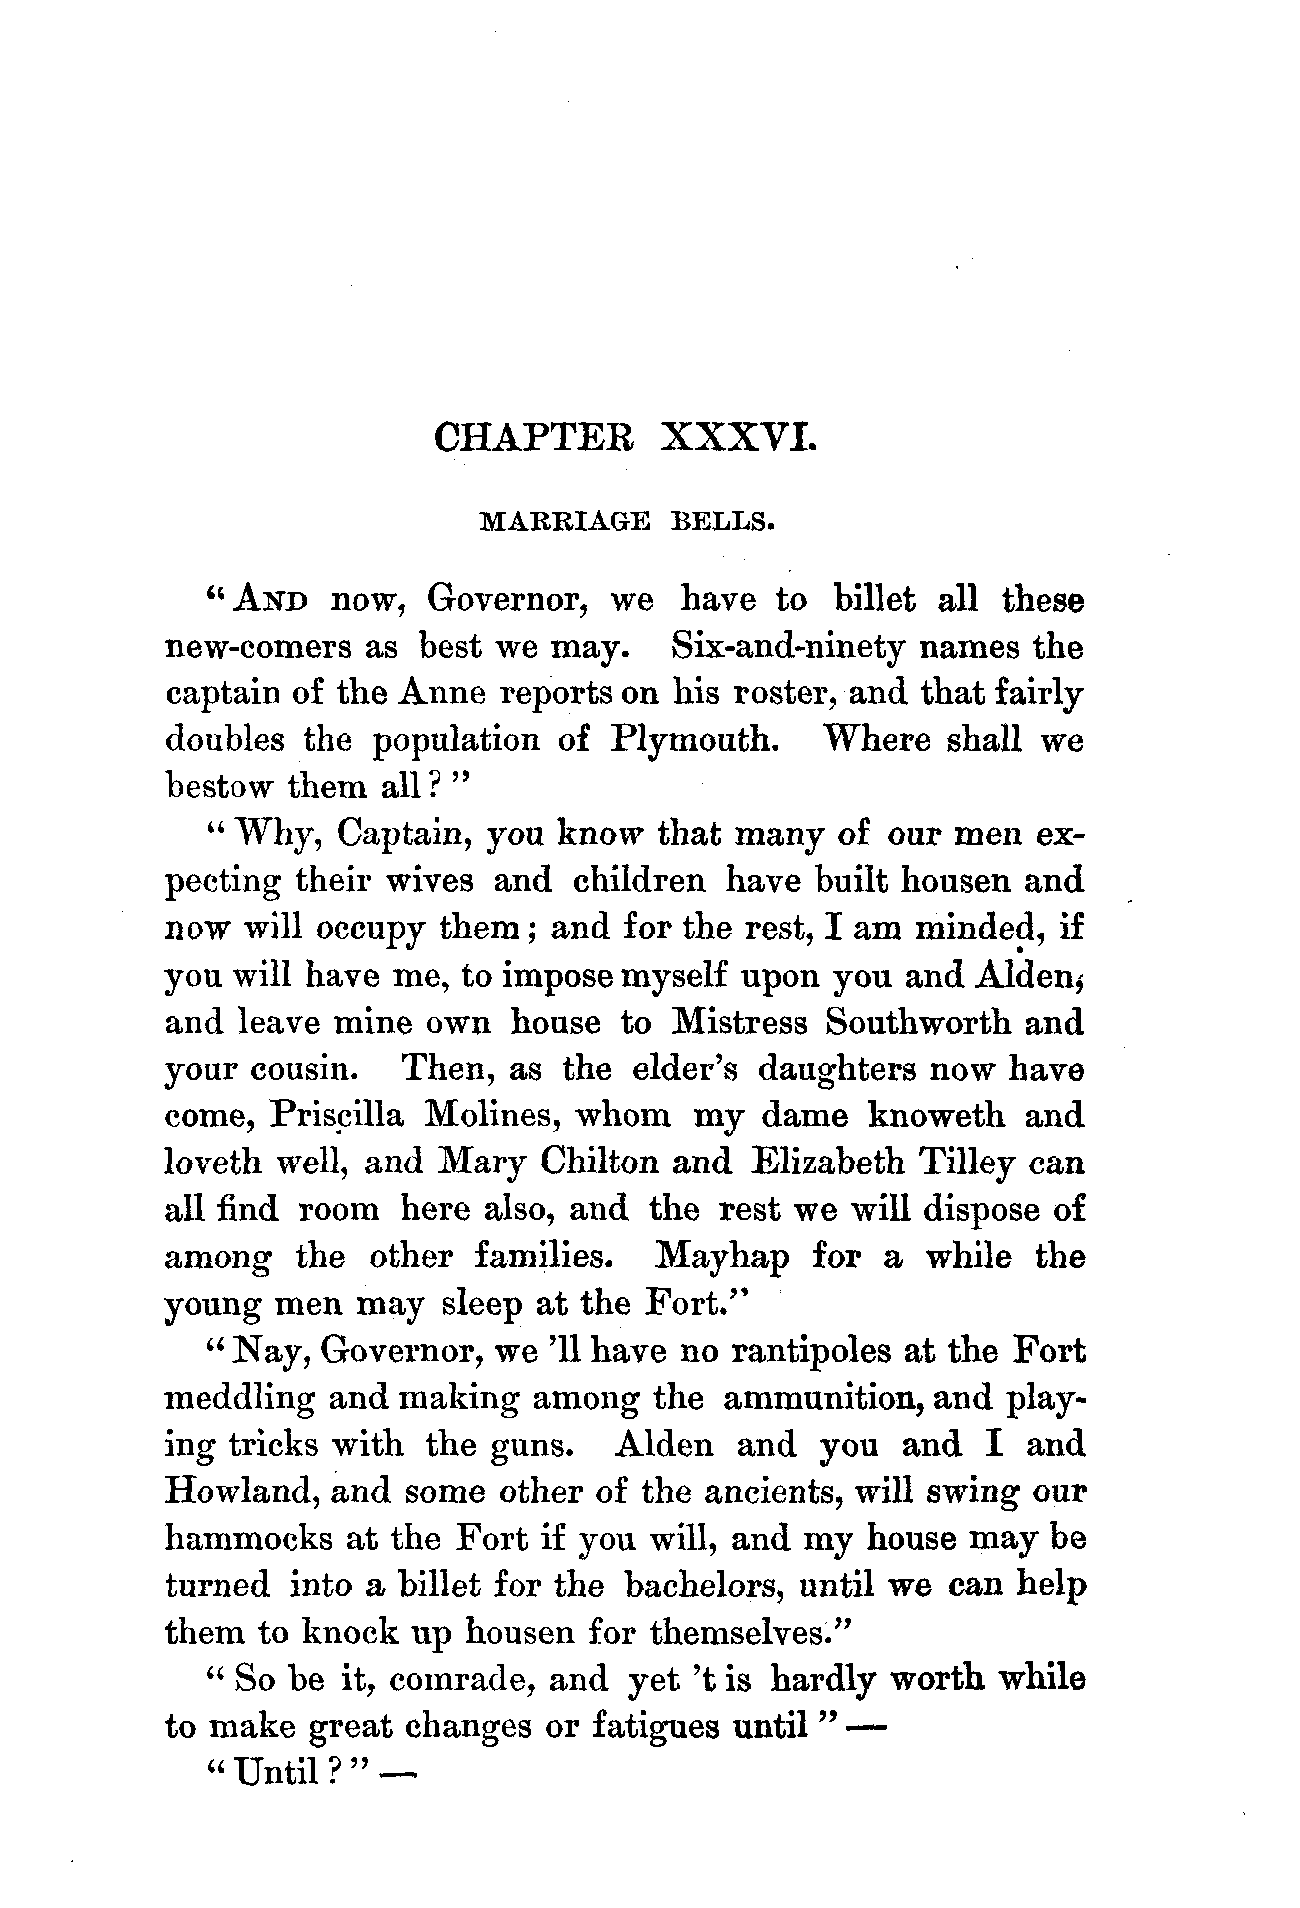 CHAPTER XXXVI.
MARRIAGE BELLS.
“AND now, Governor, we have to billet all these
new-comers as best we may. Six-and-ninety names the
captain of the Anne reports on his roster, and that fairly
doubles the population of Plymouth. Where shall we
bestow them all?”
“Why, Captain, you know that many of our men ex-
pecting their wives and children have built housen and
now will occupy them; and for the rest, I am minded, if
you will have me, to impose myself upon you and Alden,
and leave mine own house to Mistress Southworth and
your cousin. Then, as the elder’s daughters now have
come, Priscilla Molines, whom my dame knoweth and
loveth well, and Mary Chilton and Elizabeth Tilley can
all find room here also, and the rest we will dispose of
among the other families. Mayhap for a while the
young men may sleep at the Fort.”
“Nay, Governor, we ’ll have no rantipoles at the Fort
meddling and making among the ammunition, and play-
ing tricks with the guns. Alden and you and I and
Howland, and some other of the ancients, will swing our
hammocks at the Fort if you will, and my house may be
turned into a billet for the bachelors, until we can help
them to knock up housen for themselves.”
“So be it, comrade, and yet ’t is hardly worth while
to make great changes or fatigues until” —
“Until?” —